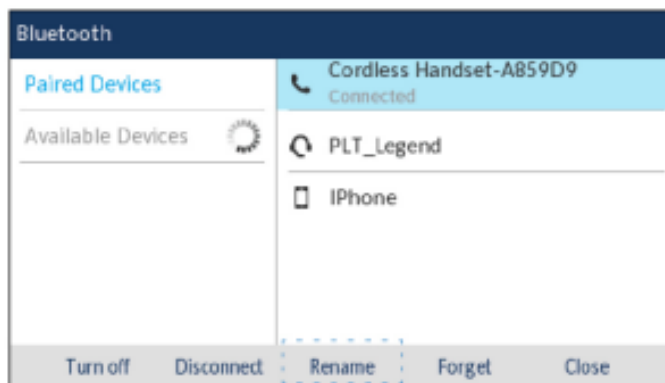 Bluetooth
Paired Devices
Available Devices
Cordless Handset-A859D9
Connected
PLT_Legend
IPhone
Turn off Disconnect Rename Forget Close